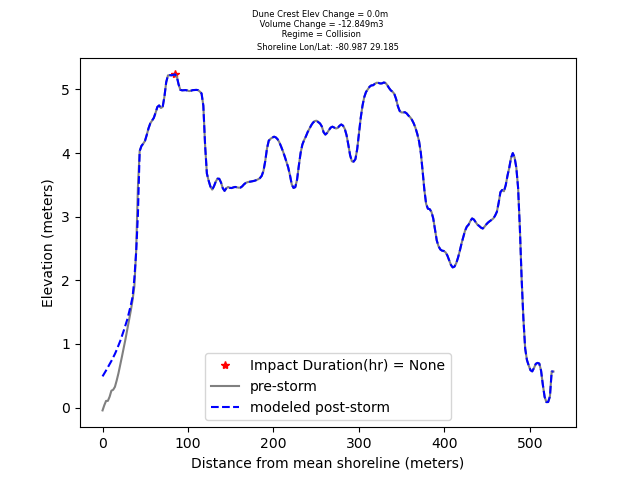 Dune Crest Elev Change = 0.0m
Volume Change = -12.849m3
Regime = Collision
Shoreline Lon/Lat: -80.987 29.185
5
4
3
2
1
0
Elevation (meters)
Impact Duration(hr) = None
pre-storm
modeled post-storm
0 100 200 300 400 500
Distance from mean shoreline (meters)